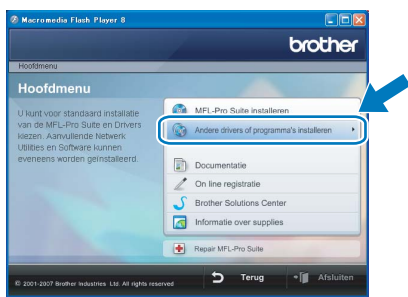 Macromedia Flash Player 8
brother
Hoofdmenu
Hoofdmenu
U kunt voor standaard installatie
van de MFL-Pro Suite en Drivers
kiezen. Aanvullende Netwerk
Utilities en Software kunnen
eveneens worden geïnstalleerd.
MFL-Pro Suite installeren
Andere drivers of programma's installeren
Documentatie
On line registratie
Brother Solutions Center
Informatie over supplies
Repair MFL-Pro Suite
© 2001-2007 Brother Industries Ltd. All rights reserved
Terug
Afsluiten